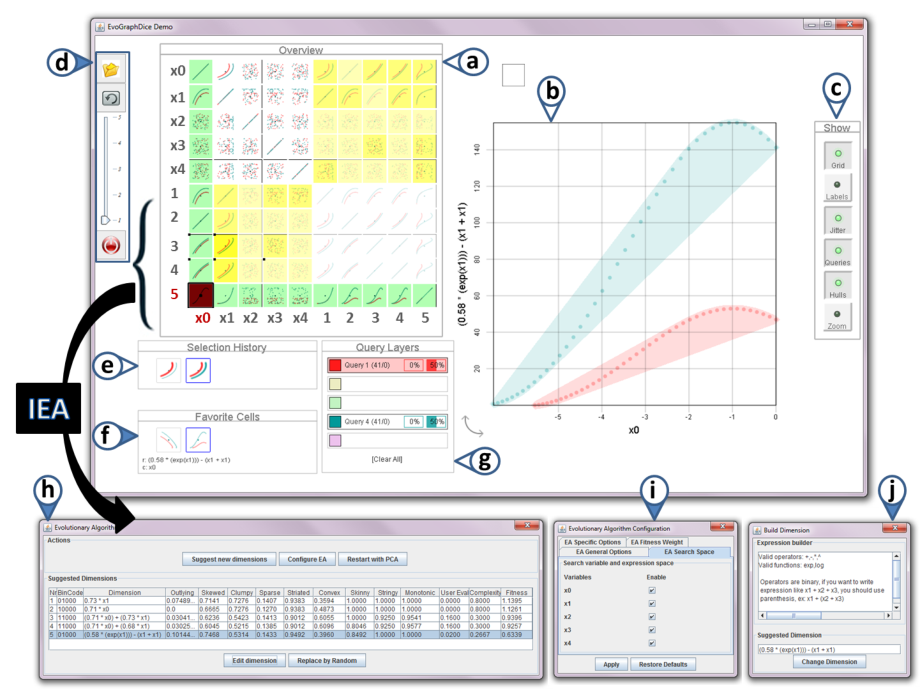 EvoGraphDice Demo
Overview
a
b
c
d
x0
x1
x2
x3
x4
1
2
3
4
5
x0 x1 x2 x3 x4 1 2 3 4 5
Show
Grid
Labels
Jitter
Queries
Hulls
Zoom
(0.58 * (exp(x1))) - (x1 + x1)
140
120
100
80
60
40
20
-5 -4 -3 -2 -1 0
x0
e
Selection History
Query Layers
Query 1 (41/0) 0% 50%
Query 4 (41/0) 0% 50%
[Clear All]
g
f
Favorite Cells
r: (0.58 * (exp(x1))) - (x1 + x1)
c: x0
IEA
h
Evolutionary Algorith
Actions
Suggest new dimensions Configure EA Restart with PCA
Suggested Dimensions
Nr BinCode Dimension Outlying Skewed Clumpy Sparse Striated Convex Skinny Stringy Monotonic User Eval Complexity Fitness
1 01000 0.73 * x1 0.07489... 0.7141 0.7276 0.1407 0.9383 0.3594 1.0000 1.0000 1.0000 0.0000 0.8000 1.1395
2 10000 0.71 * x0 0.0 0.6665 0.7276 0.1270 0.9383 0.4873 1.0000 1.0000 1.0000 0.0000 0.8000 1.1261
3 11000 (0.71 * x0) + (0.73 * x1) 0.03041... 0.6236 0.5423 0.1413 0.9012 0.6055 1.0000 0.9250 0.9541 0.1600 0.3000 0.9256
4 11000 (0.71 * x0) + (0.68 * x1) 0.03025... 0.6045 0.5215 0.1385 0.9012 0.6096 0.8046 0.9250 0.9577 0.1600 0.3000 0.9257
5 01000 (0.58 * (exp(x1))) - (x1 + x1) 0.10144... 0.7468 0.5314 0.1433 0.9492 0.3960 0.8492 1.0000 1.0000 0.0200 0.2667 0.6339
Edit dimension Replace by Random
i
Evolutionary Algorithm Configuration
EA Specific Options EA Fitness Weight
EA General Options EA Search Space
Search variable and expression space
Variables Enable
x0
x1
x2
x3
x4
Apply Restore Defaults
j
Build Dimension
Expression builder
Valid operators: +,-,*,^
Valid functions: exp,log
Operators are binary, if you want to write
expression like x1 + x2 + x3, you should use
parenthesis, ex: x1 + (x2 + x3)
Suggested Dimension
(0.58 * (exp(x1))) - (x1 + x1)
Change Dimension